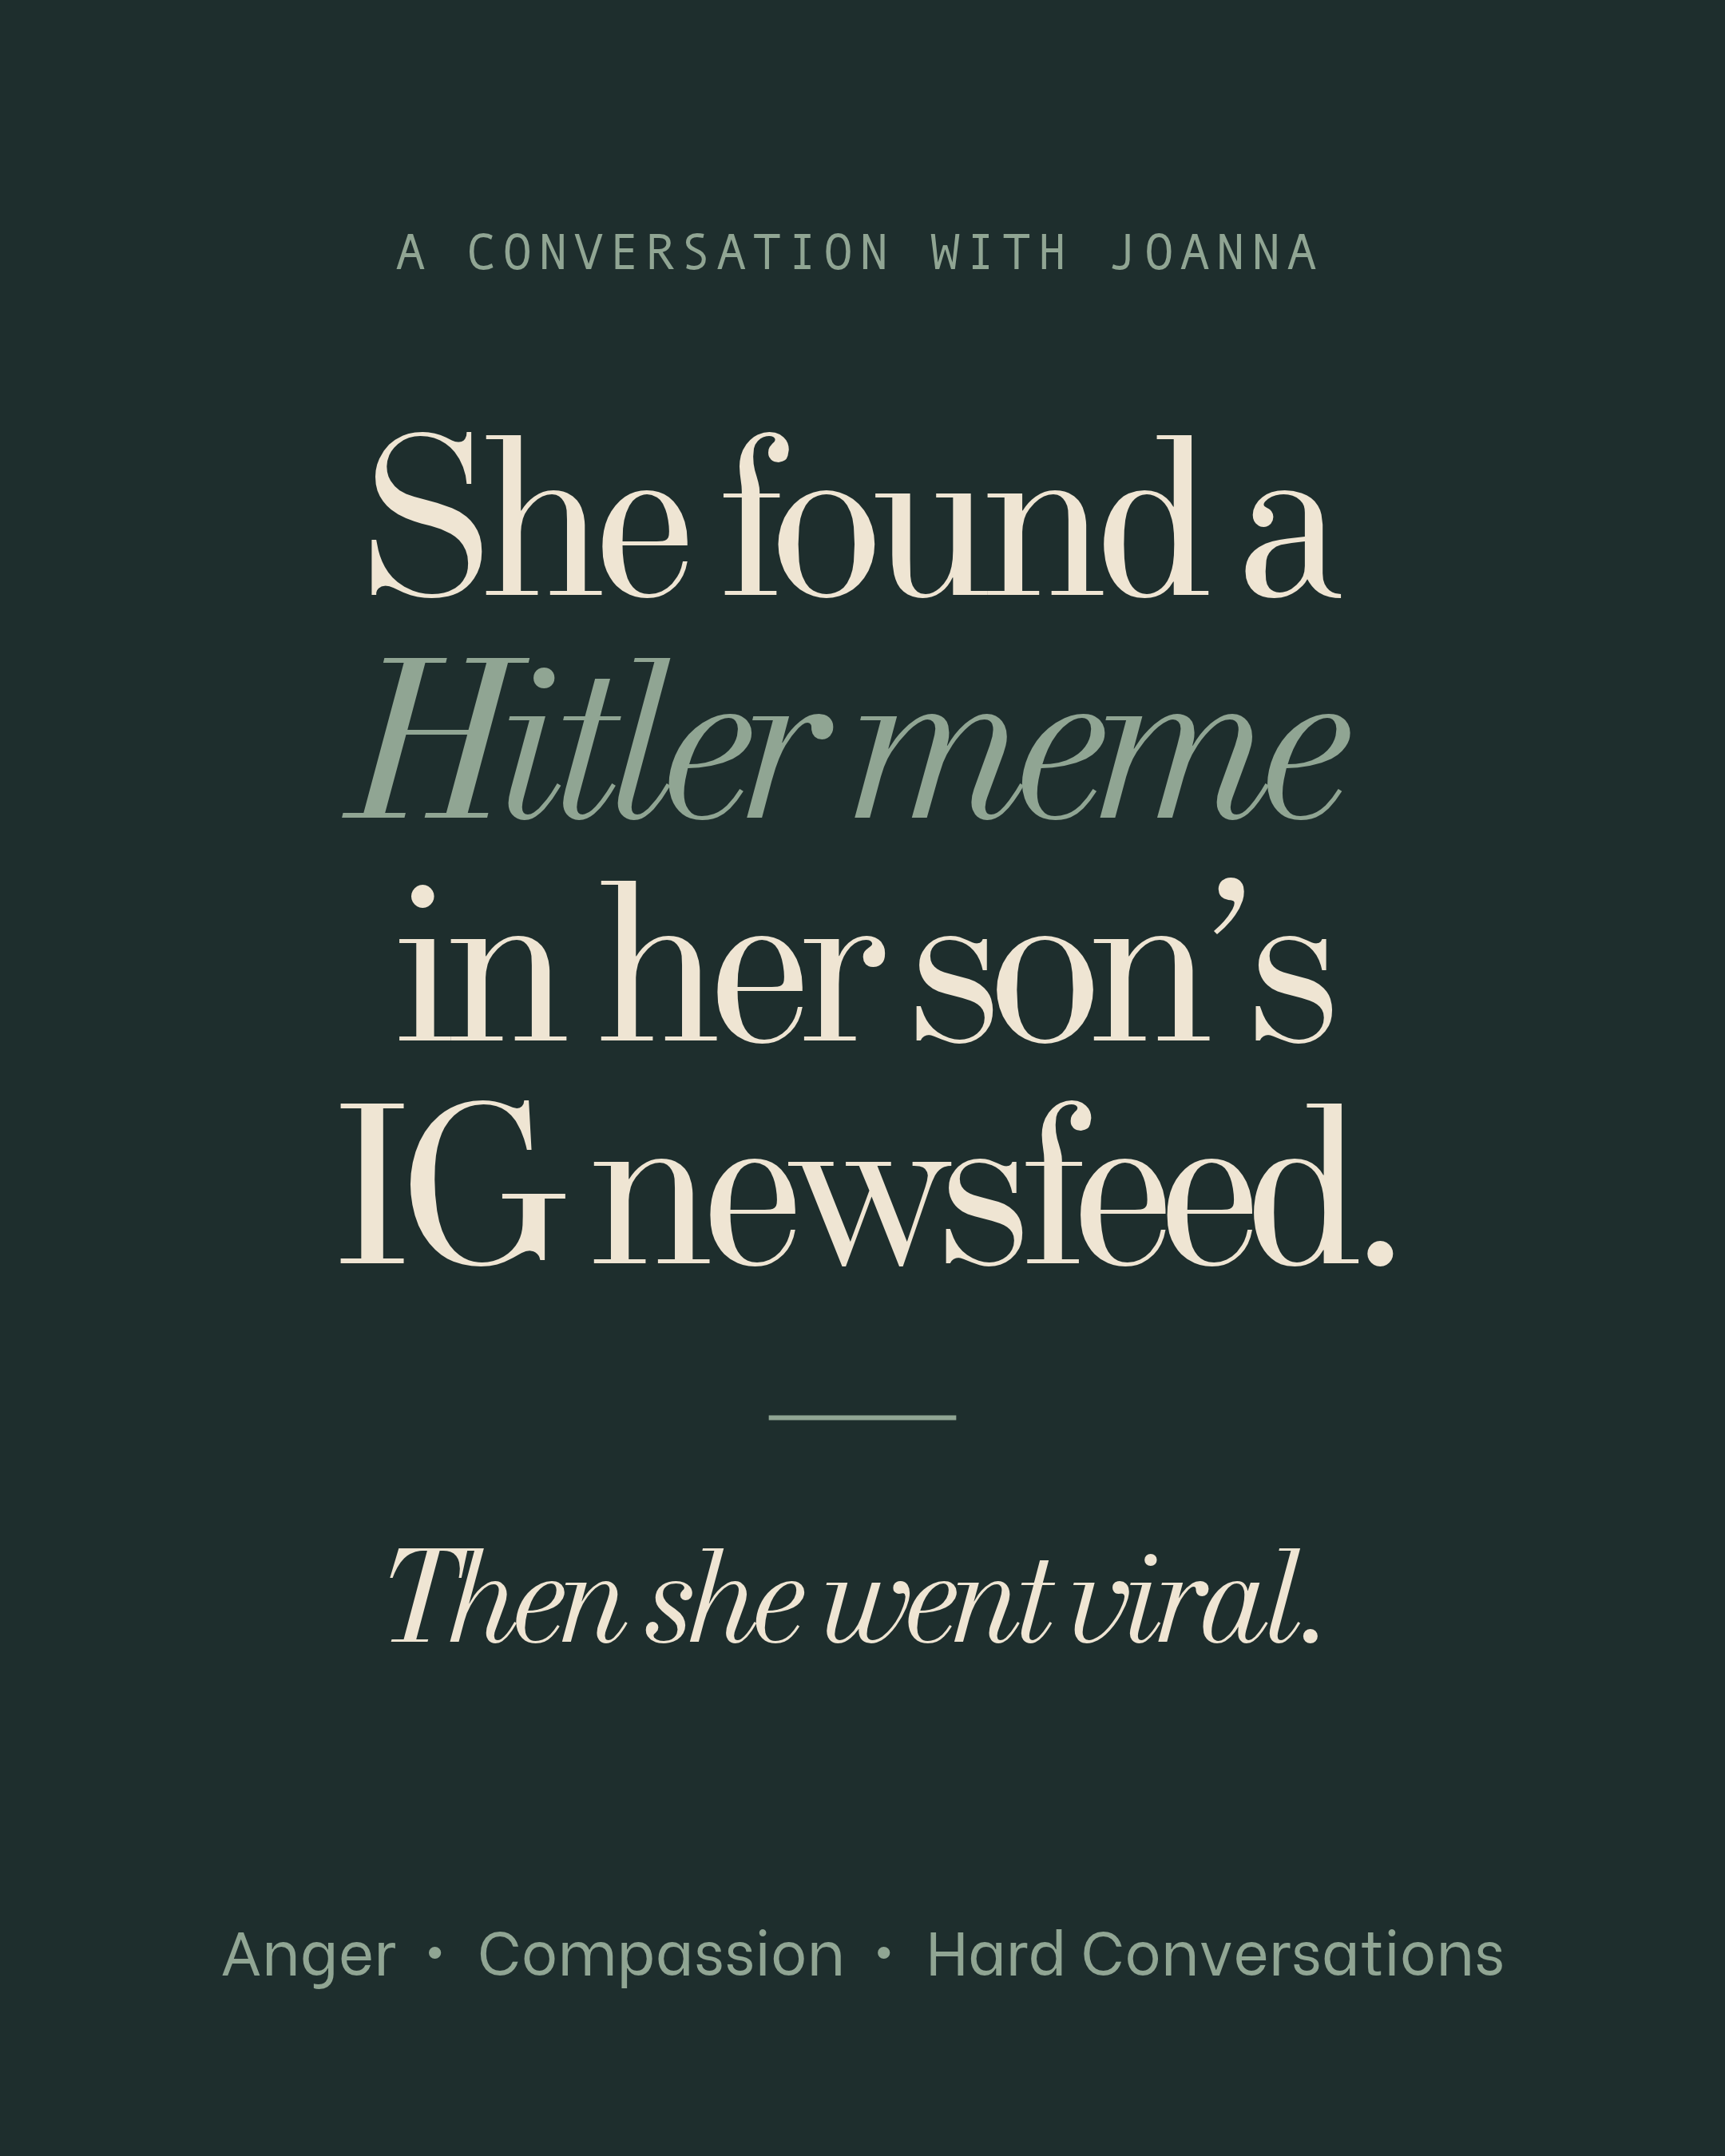 A CONVERSATION WITH JOANNA
She found a
Hitler meme
in her son’s
IG newsfeed.
Then she went viral.
Anger • Compassion • Hard Conversations